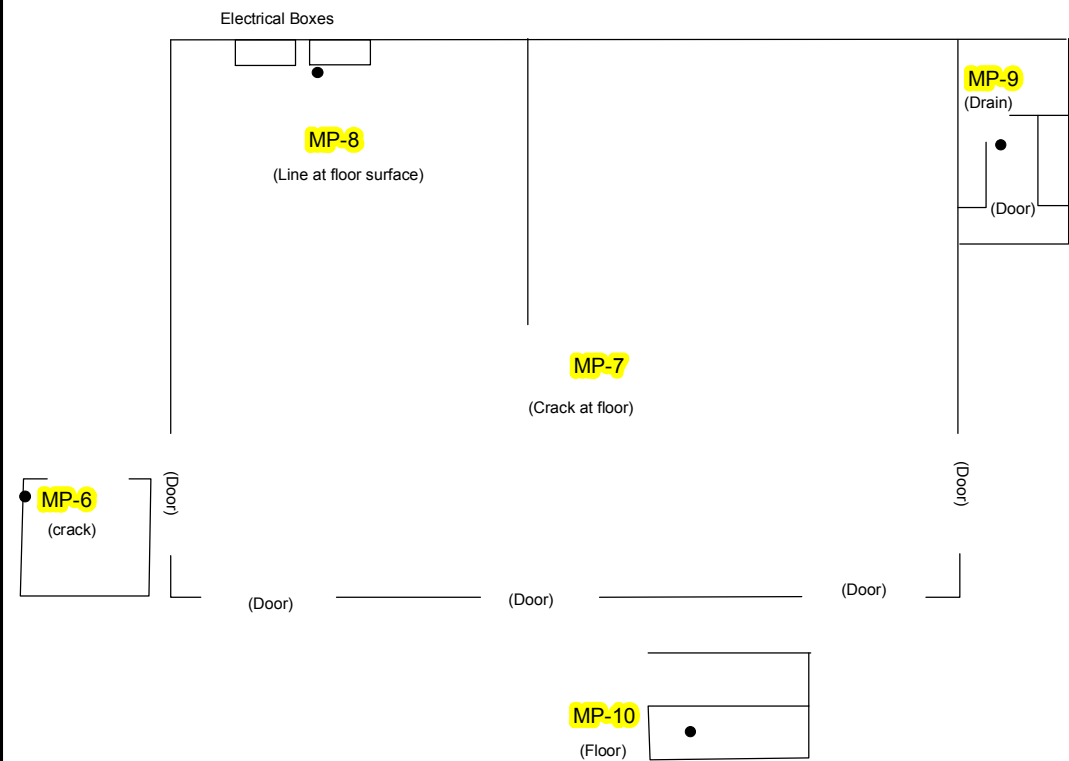 Electrical Boxes
MP-9
(Drain)
MP-8
(Line at floor surface)
(Door)
MP-7
(Crack at floor)
(Door)
(Door)
MP-6
(crack)
(Door)
(Door)
(Door)
MP-10
(Floor)